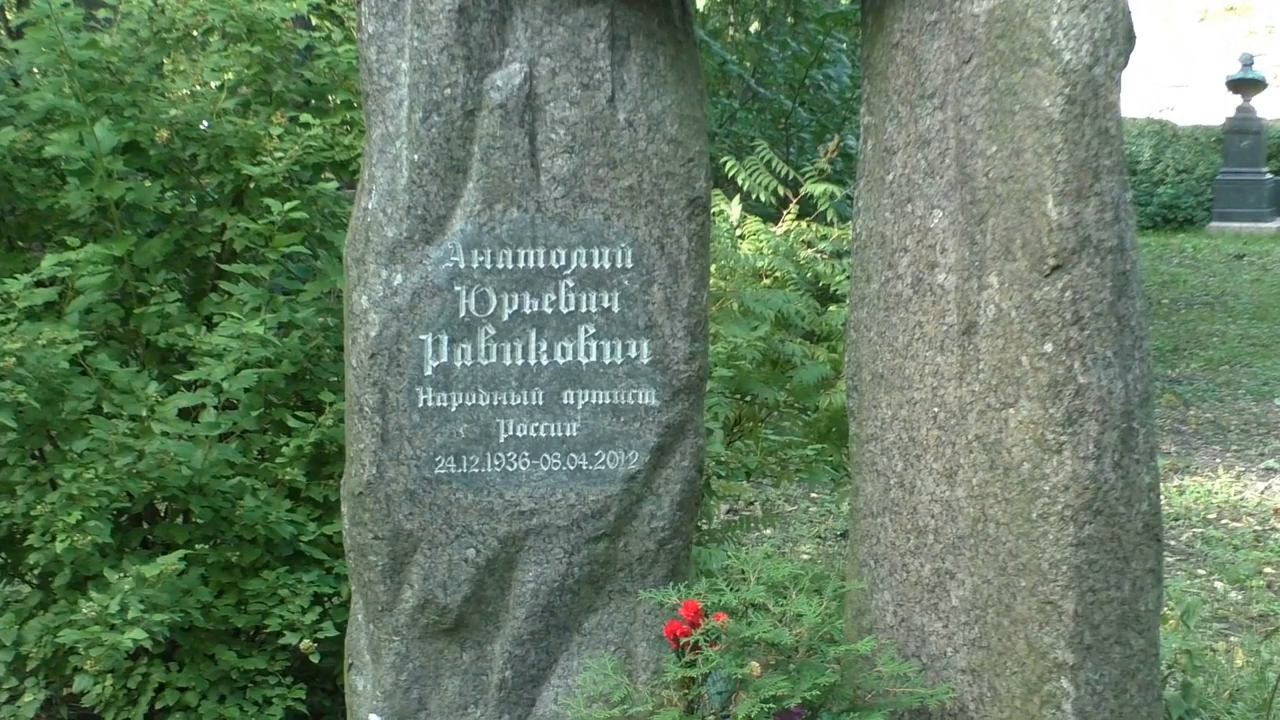 Анатолий
Юрьевич
Равикович
Народный артист
России
24.12.1936-08.04.2012